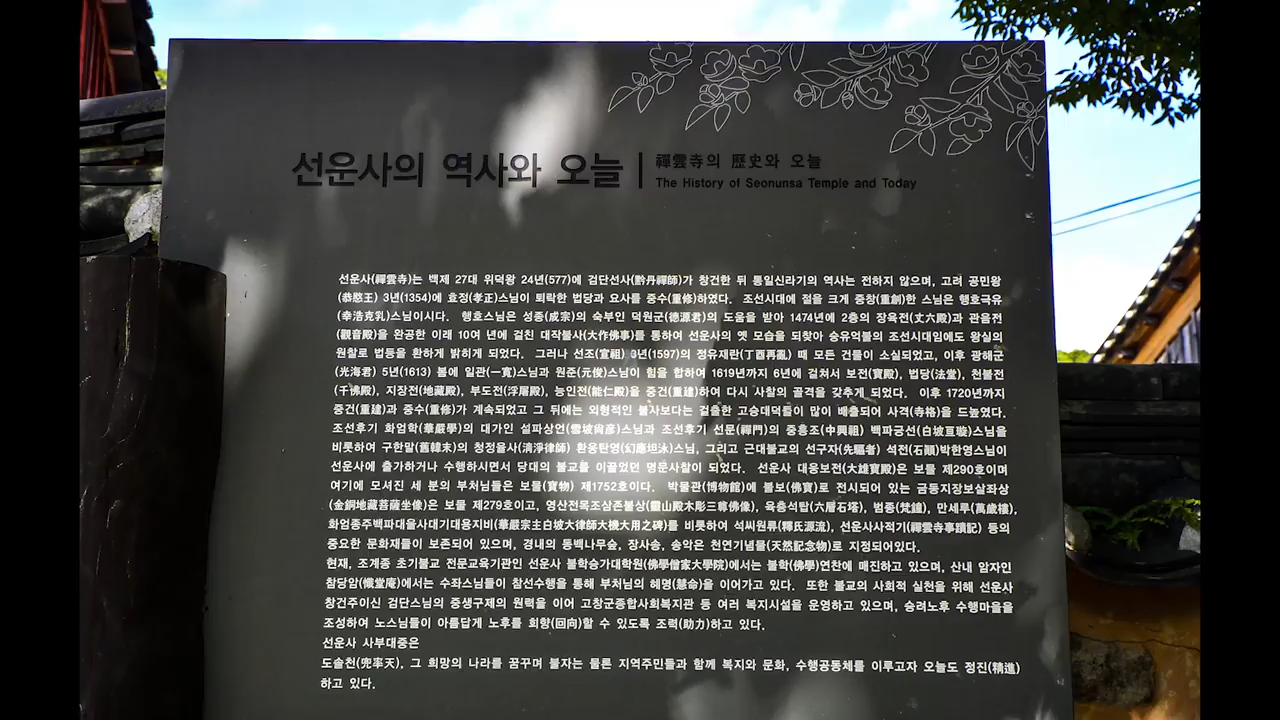 선운사의 역사와 오늘
禪雲寺의 歷史와 오늘
The History of Seonunsa Temple and Today
선운사(禪雲寺)는 백제 27대 위덕왕 24년(577)에 검단선사(黔丹禪師)가 창건한 뒤 통일신라기의 역사는 전하지 않으며, 고려 공민왕
(恭愍王) 3년(1354)에 효정(孝正)스님이 퇴락한 법당과 요사를 중수(重修)하였다. 조선시대에 절을 크게 중창(重創)한 스님은 행호극유
(幸浩克乳)스님이시다. 행호스님은 성종(成宗)의 숙부인 덕원군(德源君)의 도움을 받아 1474년에 2층의 장육전(丈六殿)과 관음전
(觀音殿)을 완공한 이래 10여 년에 걸친 대작불사(大作佛事)를 통하여 선운사의 옛 모습을 되찾아 숭유억불의 조선시대임에도 왕실의
원찰로 법등을 환하게 밝히게 되었다. 그러나 선조(宣祖) 3년(1597)의 정유재란(丁酉再亂) 때 모든 건물이 소실되었고, 이후 광해군
(光海君) 5년(1613) 봄에 일관(一寬)스님과 원준(元俊)스님이 힘을 합하여 1619년까지 6년에 걸쳐서 보전(寶殿), 법당(法堂), 천불전
(千佛殿), 지장전(地藏殿), 부도전(浮屠殿), 능인전(能仁殿)을 중건(重建)하여 다시 사찰의 골격을 갖추게 되었다. 이후 1720년까지
중건(重建)과 중수(重修)가 계속되었고 그 뒤에는 외형적인 불사보다는 걸출한 고승대덕들이 많이 배출되어 사격(寺格)을 드높였다.
조선후기 화엄학(華嚴學)의 대가인 설파상언(雪坡尙彦)스님과 조선후기 선문(禪門)의 중흥조(中興祖) 백파긍선(白坡亘璇)스님을
비롯하여 구한말(舊韓末)의 청정율사(淸淨律師) 환응탄영(幻應坦泳)스님, 그리고 근대불교의 선구자(先驅者) 석전(石顚)박한영스님이
선운사에 출가하거나 수행하시면서 당대의 불교를 이끌었던 명문사찰이 되었다. 선운사 대웅보전(大雄寶殿)은 보물 제290호이며
여기에 모셔진 세 분의 부처님들은 보물(寶物) 제1752호이다. 박물관(博物館)에 불보(佛寶)로 전시되어 있는 금동지장보살좌상
(金銅地藏菩薩坐像)은 보물 제279호이고, 영산전목조삼존불상(靈山殿木彫三尊佛像), 육층석탑(六層石塔), 범종(梵鐘), 만세루(萬歲樓),
화엄종주백파대율사대기대용지비(華嚴宗主白坡大律師大機大用之碑)를 비롯하여 석씨원류(釋氏源流), 선운사사적기(禪雲寺事蹟記) 등의
중요한 문화재들이 보존되어 있으며, 경내의 동백나무숲, 장사송, 송악은 천연기념물(天然記念物)로 지정되어있다.
현재, 조계종 초기불교 전문교육기관인 선운사 불학승가대학원(佛學僧家大學院)에서는 불학(佛學)연찬에 매진하고 있으며, 산내 암자인
참당암(懺堂庵)에서는 수좌스님들이 참선수행을 통해 부처님의 혜명(慧命)을 이어가고 있다. 또한 불교의 사회적 실천을 위해 선운사
창건주이신 검단스님의 중생구제의 원력을 이어 고창군종합사회복지관 등 여러 복지시설을 운영하고 있으며, 승려노후 수행마을을
조성하여 노스님들이 아름답게 노후를 회향(回向)할 수 있도록 조력(助力)하고 있다.
선운사 사부대중은
도솔천(兜率天), 그 희망의 나라를 꿈꾸며 불자는 물론 지역주민들과 함께 복지와 문화, 수행공동체를 이루고자 오늘도 정진(精進)
하고 있다.